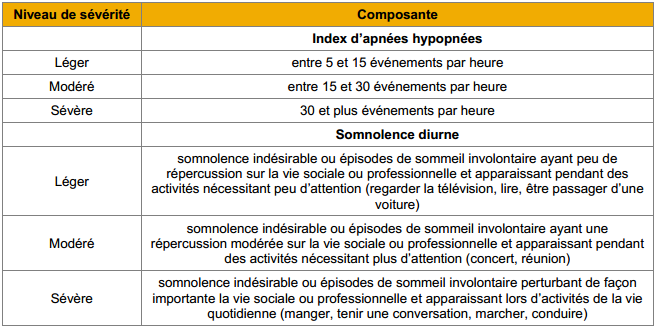 Niveau de sévérité Composante
Index d'apnées hypopnées
Léger entre 5 et 15 événements par heure
Modéré entre 15 et 30 événements par heure
Sévère 30 et plus événements par heure
Somnolence diurne
Léger
somnolence indésirable ou épisodes de sommeil involontaire ayant peu de
répercussion sur la vie sociale ou professionnelle et apparaissant pendant des
activités nécessitant peu d'attention (regarder la télévision, lire, être passager d'une
voiture)
Modéré
somnolence indésirable ou épisodes de sommeil involontaire ayant une
répercussion modérée sur la vie sociale ou professionnelle et apparaissant pendant
des activités nécessitant plus d'attention (concert, réunion)
Sévère
somnolence indésirable ou épisodes de sommeil involontaire perturbant de façon
importante la vie sociale ou professionnelle et apparaissant lors d'activités de la vie
quotidienne (manger, tenir une conversation, marcher, conduire)